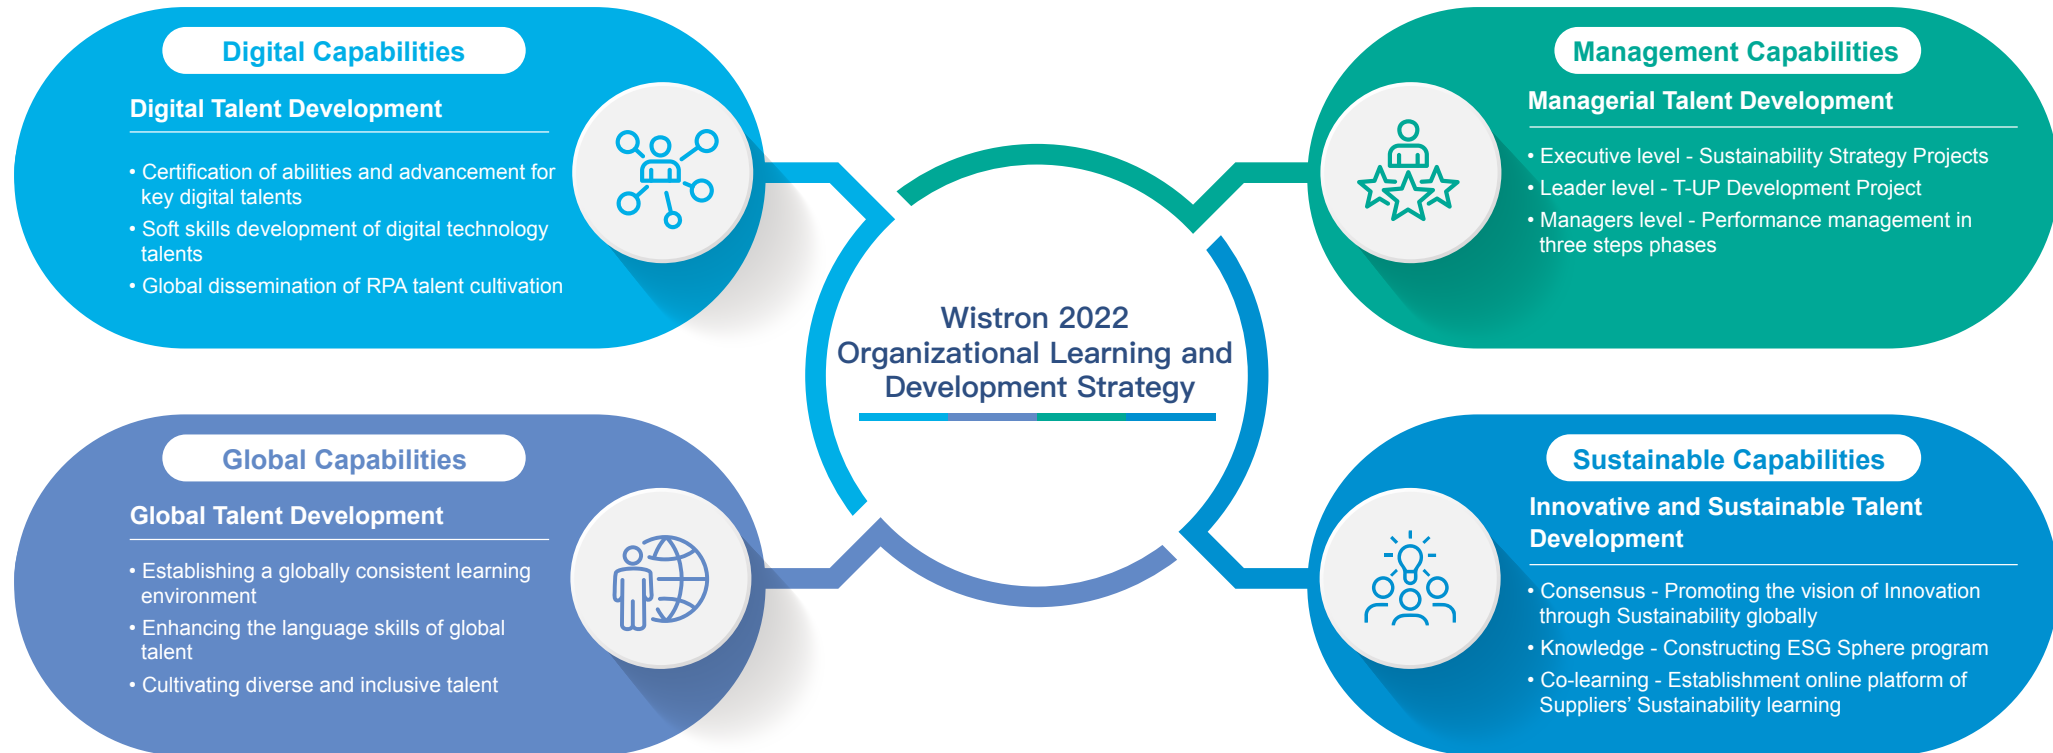 Digital Capabilities
Digital Talent Development
• Certification of abilities and advancement for
key digital talents
• Soft skills development of digital technology
talents
• Global dissemination of RPA talent cultivation
Management Capabilities
Managerial Talent Development
• Executive level - Sustainability Strategy Projects
• Leader level - T-UP Development Project
• Managers level - Performance management in
three steps phases
Wistron 2022
Organizational Learning and
Development Strategy
Global Capabilities
Global Talent Development
• Establishing a globally consistent learning
environment
• Enhancing the language skills of global
talent
• Cultivating diverse and inclusive talent
Sustainable Capabilities
Innovative and Sustainable Talent
Development
• Consensus - Promoting the vision of Innovation
through Sustainability globally
• Knowledge - Constructing ESG Sphere program
• Co-learning - Establishment online platform of
Suppliers’ Sustainability learning